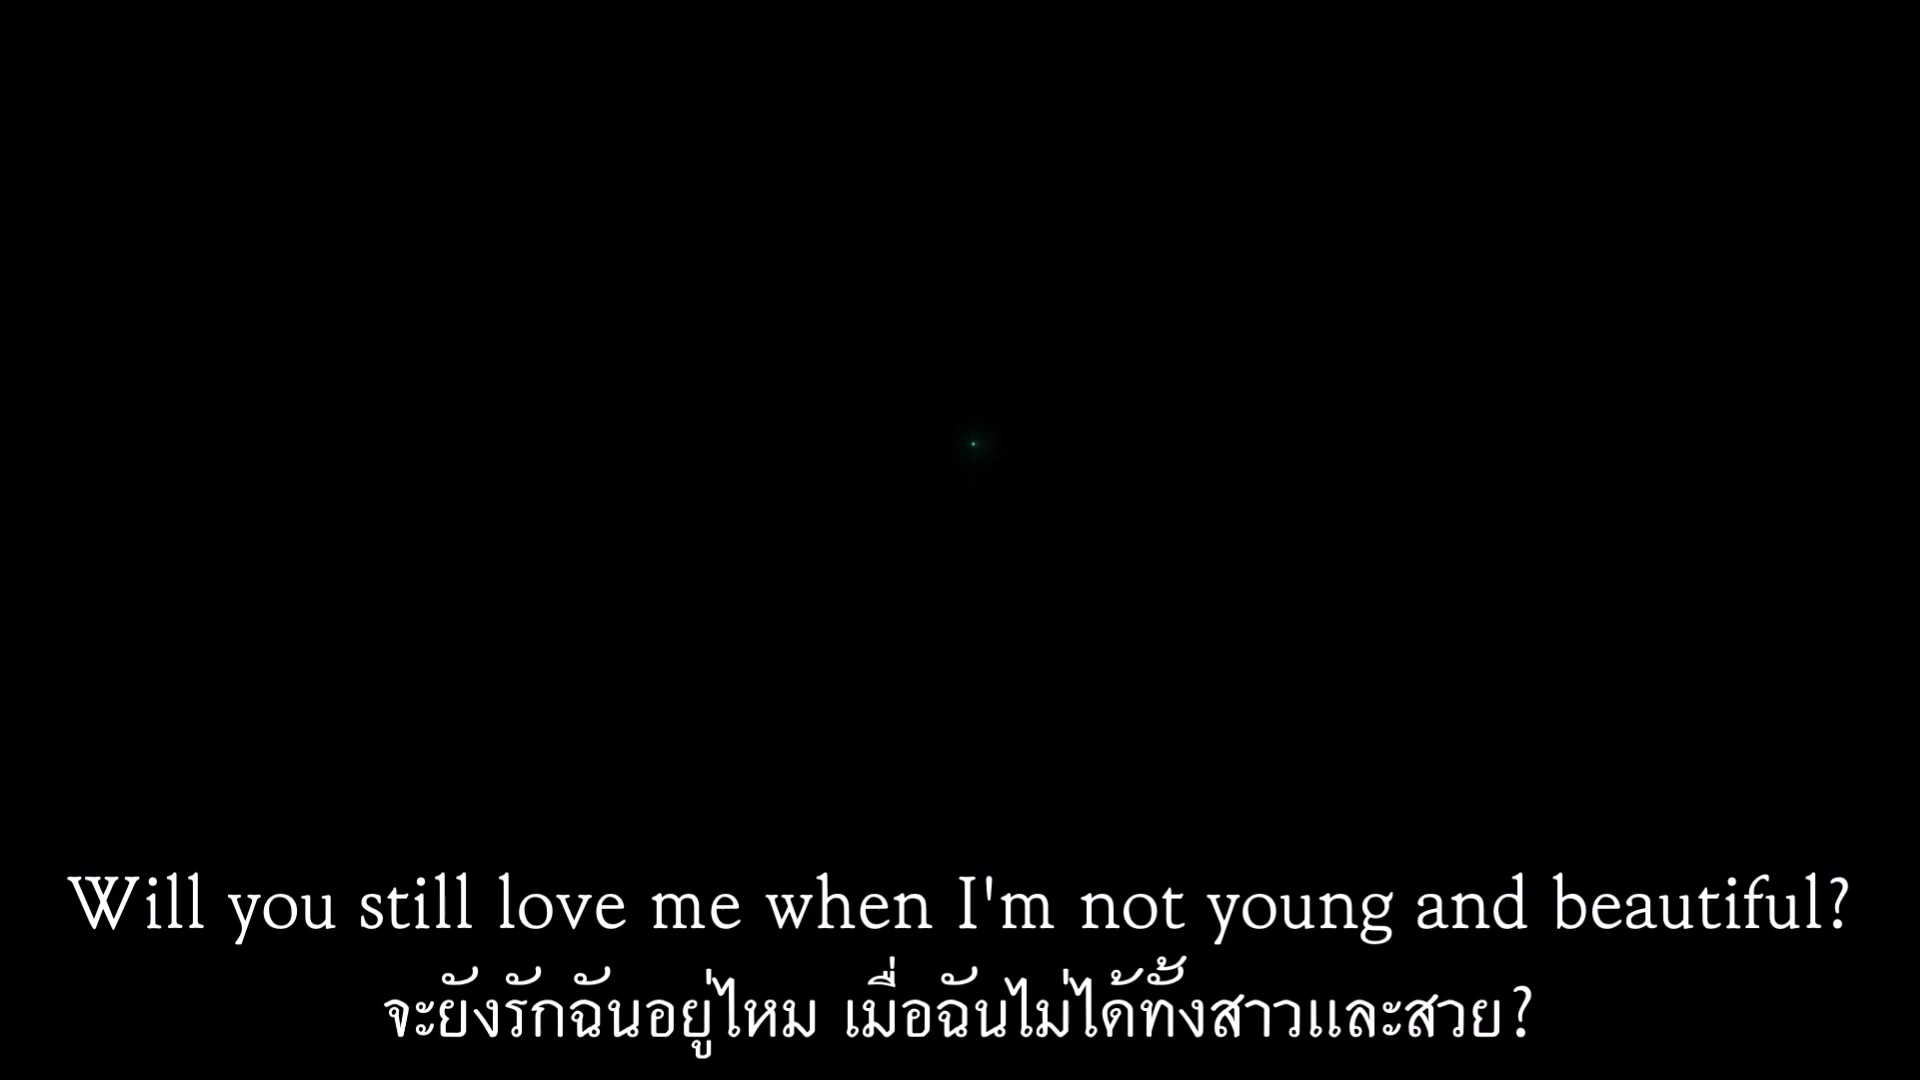 Will you still love me when I'm not young and beautiful?
จะยังรักฉันอยู่ไหม เมื่อฉันไม่ได้ทั้งสาวและสวย?